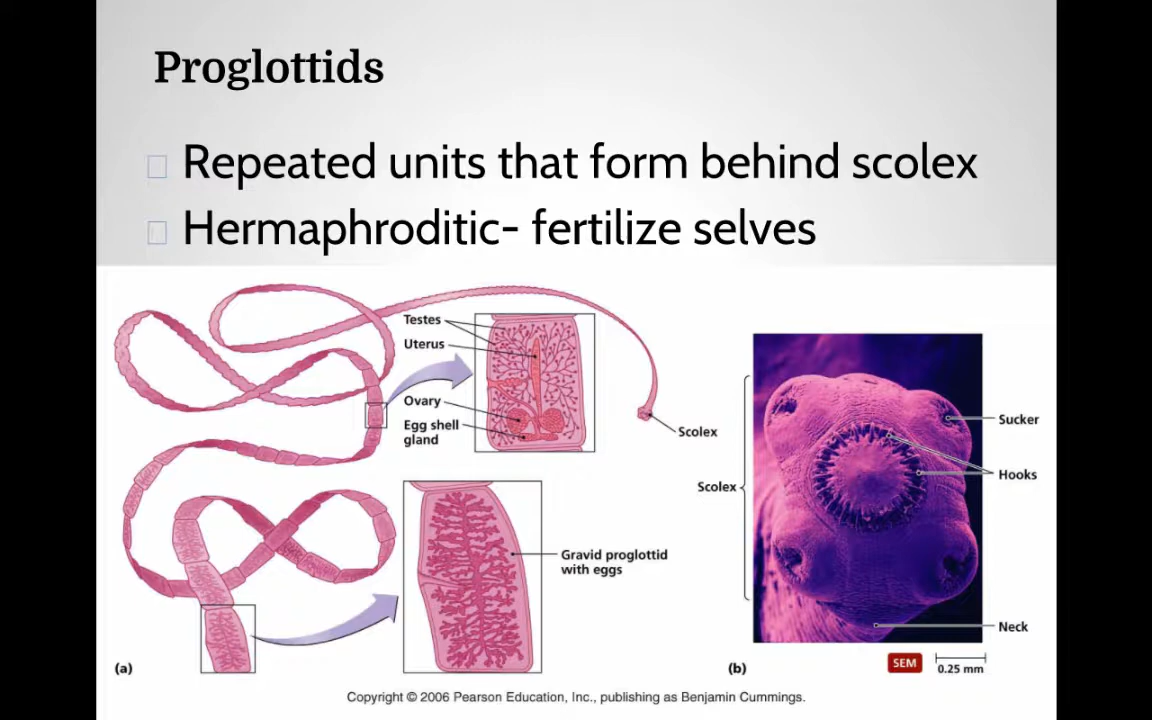 Proglottids
Repeated units that form behind scolex
Hermaphroditic- fertilize selves
Testes
Uterus
Ovary
Egg shell
gland
Scolex
Gravid proglottid
with eggs
(a)
Scolex
Sucker
Hooks
Neck
(b)
SEM
0.25 mm
Copyright © 2006 Pearson Education, Inc., publishing as Benjamin Cummings.